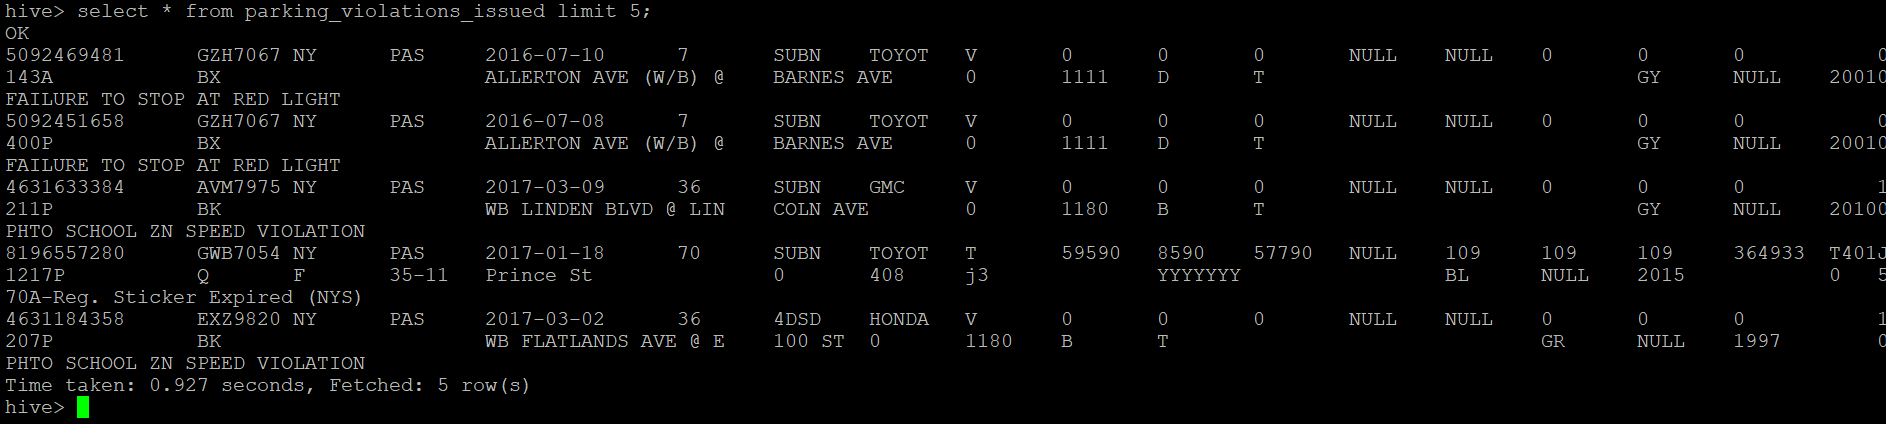 hive> select * from parking_violations_issued limit 5;
OK
5092469481 GZH7067 NY PAS 2016-07-10 7 SUBN TOYOT V 0 0 0 NULL NULL 0 0 0 0
143A BX ALLERTON AVE (W/B) @ BARNES AVE 0 1111 D T GY NULL 20010
FAILURE TO STOP AT RED LIGHT
5092451658 GZH7067 NY PAS 2016-07-08 7 SUBN TOYOT V 0 0 0 NULL NULL 0 0 0 0
400P BX ALLERTON AVE (W/B) @ BARNES AVE 0 1111 D T GY NULL 20010
FAILURE TO STOP AT RED LIGHT
4631633384 AVM7975 NY PAS 2017-03-09 36 SUBN GMC V 0 0 0 NULL NULL 0 0 0 1
211P BK WB LINDEN BLVD @ LIN COLN AVE 0 1180 B T GY NULL 20100
PHTO SCHOOL ZN SPEED VIOLATION
8196557280 GWB7054 NY PAS 2017-01-18 70 SUBN TOYOT T 59590 8590 57790 NULL 109 109 109 364933 T401J
1217P Q F 35-11 Prince St 0 408 j3 YYYYYYY BL NULL 2015 0 5
70A-Reg. Sticker Expired (NYS)
4631184358 EXZ9820 NY PAS 2017-03-02 36 4DSD HONDA V 0 0 0 NULL NULL 0 0 0 1
207P BK WB FLATLANDS AVE @ E 100 ST 0 1180 B T GR NULL 1997 0
PHTO SCHOOL ZN SPEED VIOLATION
Time taken: 0.927 seconds, Fetched: 5 row(s)
hive>